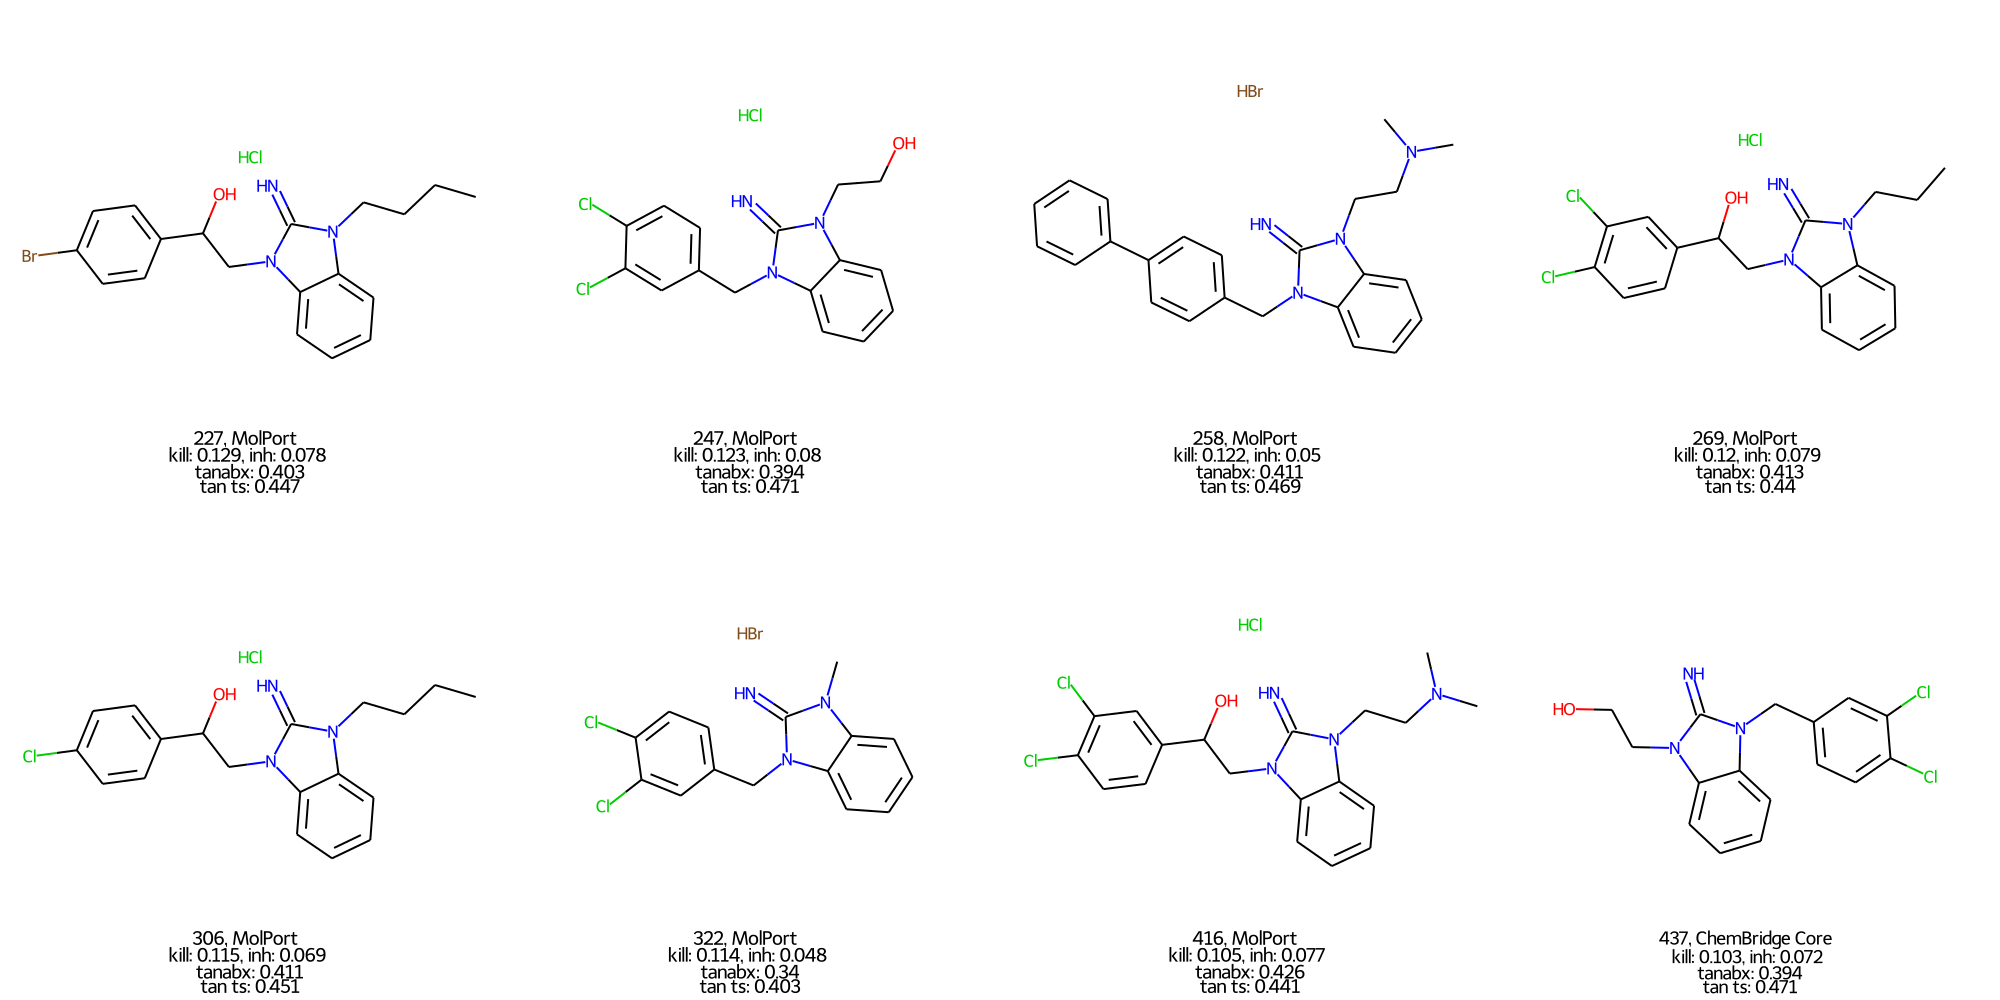 HCl
HN
OH
N
N
Br
227, MolPort
kill: 0.129, inh: 0.078
tanabx: 0.403
tan ts: 0.447
HCl
OH
Cl
HN
N
N
Cl
247, MolPort
kill: 0.123, inh: 0.08
tanabx: 0.394
tan ts: 0.471
HBr
N
HN
N
N
258, MolPort
kill: 0.122, inh: 0.05
tanabx: 0.411
tan ts: 0.469
HCl
HN
Cl
OH
N
N
Cl
269, MolPort
kill: 0.12, inh: 0.079
tanabx: 0.413
tan ts: 0.44
HCl
HN
OH
N
Cl
N
306, MolPort
kill: 0.115, inh: 0.069
tanabx: 0.411
tan ts: 0.451
HBr
HN
N
Cl
N
Cl
322, MolPort
kill: 0.114, inh: 0.048
tanabx: 0.34
tan ts: 0.403
HCl
Cl
HN
N
OH
N
Cl
N
416, MolPort
kill: 0.105, inh: 0.077
tanabx: 0.426
tan ts: 0.441
NH
Cl
HO
N
N
Cl
437, ChemBridge Core
kill: 0.103, inh: 0.072
tanabx: 0.394
tan ts: 0.471